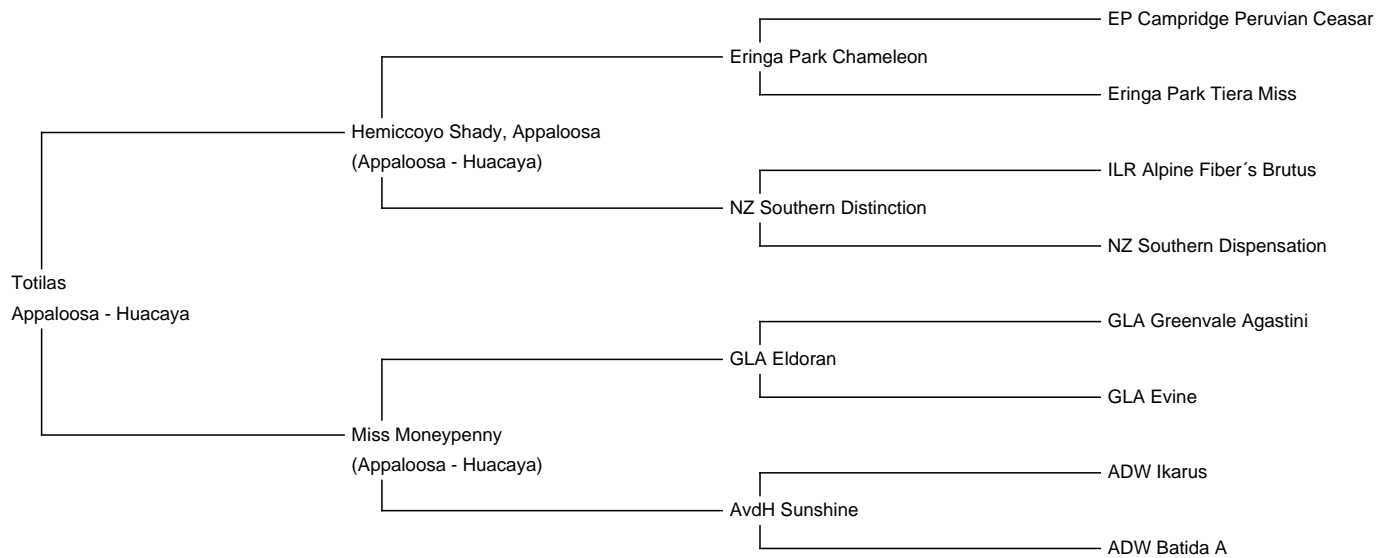 EP Campridge Peruvian Ceasar
Eringa Park Chameleon
Eringa Park Tiera Miss
Hemiccoyo Shady, Appaloosa
(Appaloosa - Huacaya)
ILR Alpine Fiber´s Brutus
NZ Southern Distinction
NZ Southern Dispensation
Totilas
Appaloosa - Huacaya
GLA Greenvale Agastini
GLA Eldoran
GLA Evine
Miss Moneypenny
(Appaloosa - Huacaya)
ADW Ikarus
AvdH Sunshine
ADW Batida A